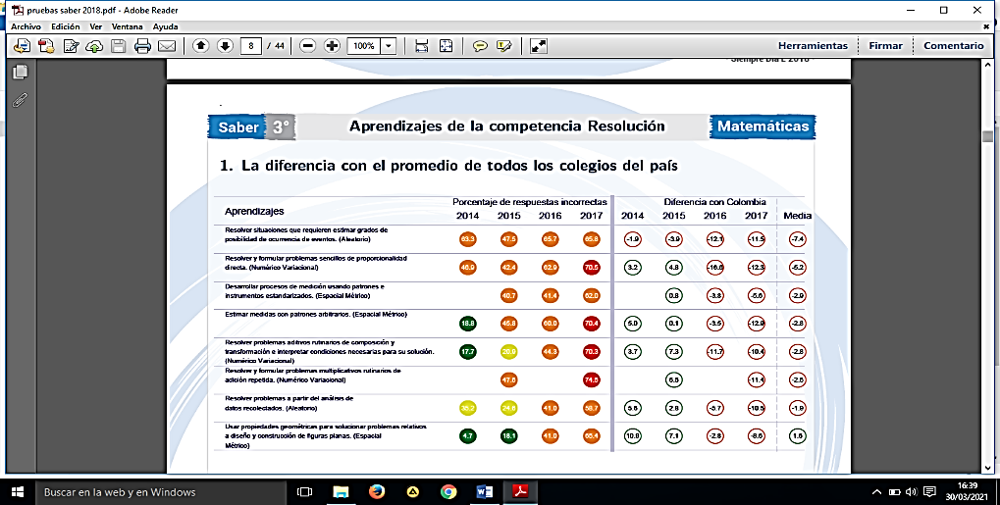 pruebas saber 2018.pdf - Adobe Reader
Archivo Edición Ver Ventana Ayuda
8 / 44 100% Herramientas Firmar Comentario
Siempre Día E 2018
Saber 3° Aprendizajes de la competencia Resolución Matemáticas
1. La diferencia con el promedio de todos los colegios del país
Porcentaje de respuestas incorrectas Diferencia con Colombia
Aprendizajes 2014 2015 2016 2017 2014 2015 2016 2017 Media
Resolver situaciones que requieren estimar grados de
posibilidad de ocurrencia de eventos. (Aleatorio) 63.3 47.5 65.7 65.8 -1.9 -3.9 -12.1 -11.5 -7.4
Resolver y formular problemas sencillos de proporcionalidad
directa. (Numérico Variacional) 46.9 42.4 62.9 70.5 3.2 4.8 -16.6 -12.3 -5.2
Desarrollar procesos de medición usando patrones e
instrumentos estandarizados. (Espacial Métrico) 40.7 41.4 62.0 0.8 -3.8 -5.6 -2.9
Estimar medidas con patrones arbitrarios. (Espacial Métrico) 18.8 45.8 60.0 70.4 5.0 0.1 -3.5 -12.9 -2.8
Resolver problemas aditivos rutinarios de composición y
transformación e interpretar condiciones necesarias para su solución. 17.7 20.9 44.3 70.3 3.7 7.3 -11.7 -10.4 -2.8
(Numérico Variacional)
Resolver y formular problemas multiplicativos rutinarios de
adición repetida. (Numérico Variacional) 47.6 74.5 6.5 -11.4 -2.5
Resolver problemas a partir del análisis de
datos recolectados. (Aleatorio) 35.2 24.6 41.0 58.7 5.6 2.8 -5.7 -10.5 -1.9
Usar propiedades geométricas para solucionar problemas relativos
a diseño y construcción de figuras planas. (Espacial 4.7 18.1 41.0 65.4 10.9 7.1 -2.8 -8.6 1.6
Métrico)
Buscar en la web y en Windows
16:39
30/03/2021